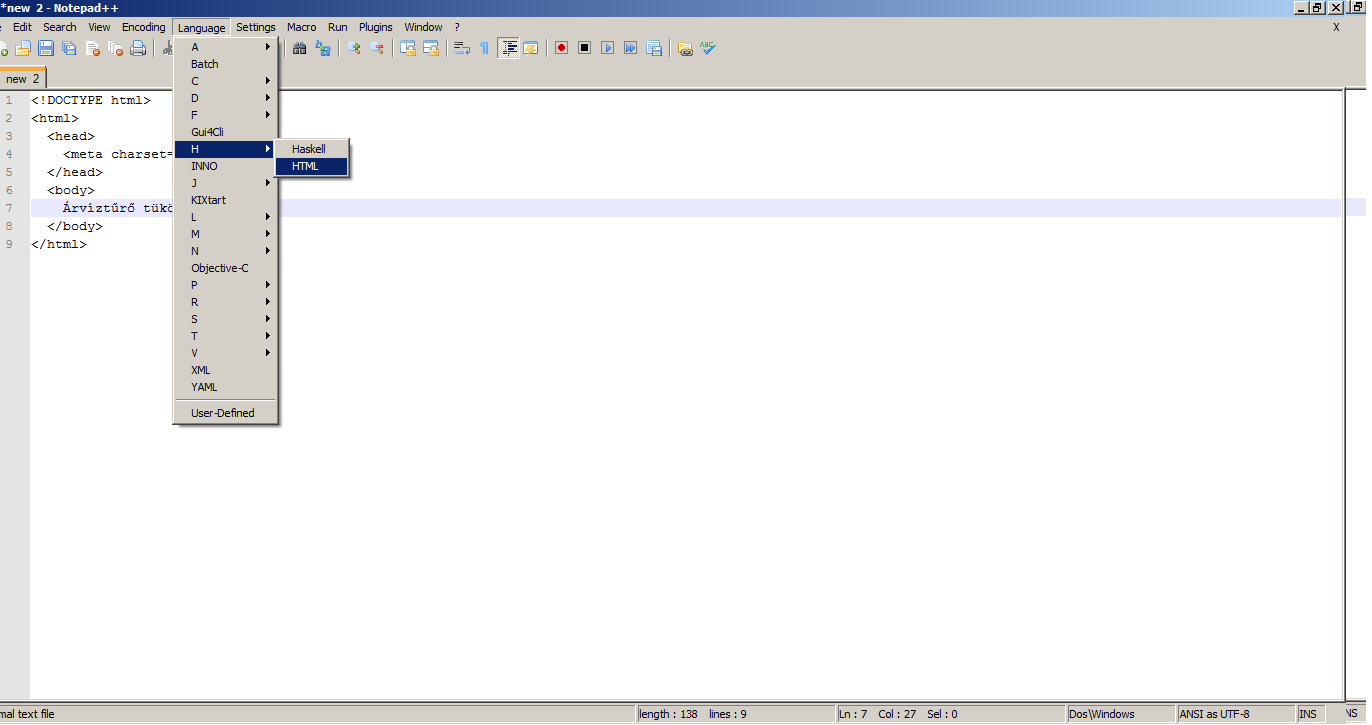 *new 2 - Notepad++
Edit Search View Encoding Language Settings Macro Run Plugins Window ? X
new 2
1 <!DOCTYPE html>
2 <html>
3 <head>
4 <meta charset=
5 </head>
6 <body>
7 Árvíztűrő tükö
8 </body>
9 </html>
A
Batch
C
D
F
Gui4Cli
H
INNO
J
KIXtart
L
M
N
Objective-C
P
R
S
T
V
XML
YAML
User-Defined
Haskell
HTML
mal text file length : 138 lines : 9 Ln : 7 Col : 27 Sel : 0 Dos\Windows ANSI as UTF-8 INS NS